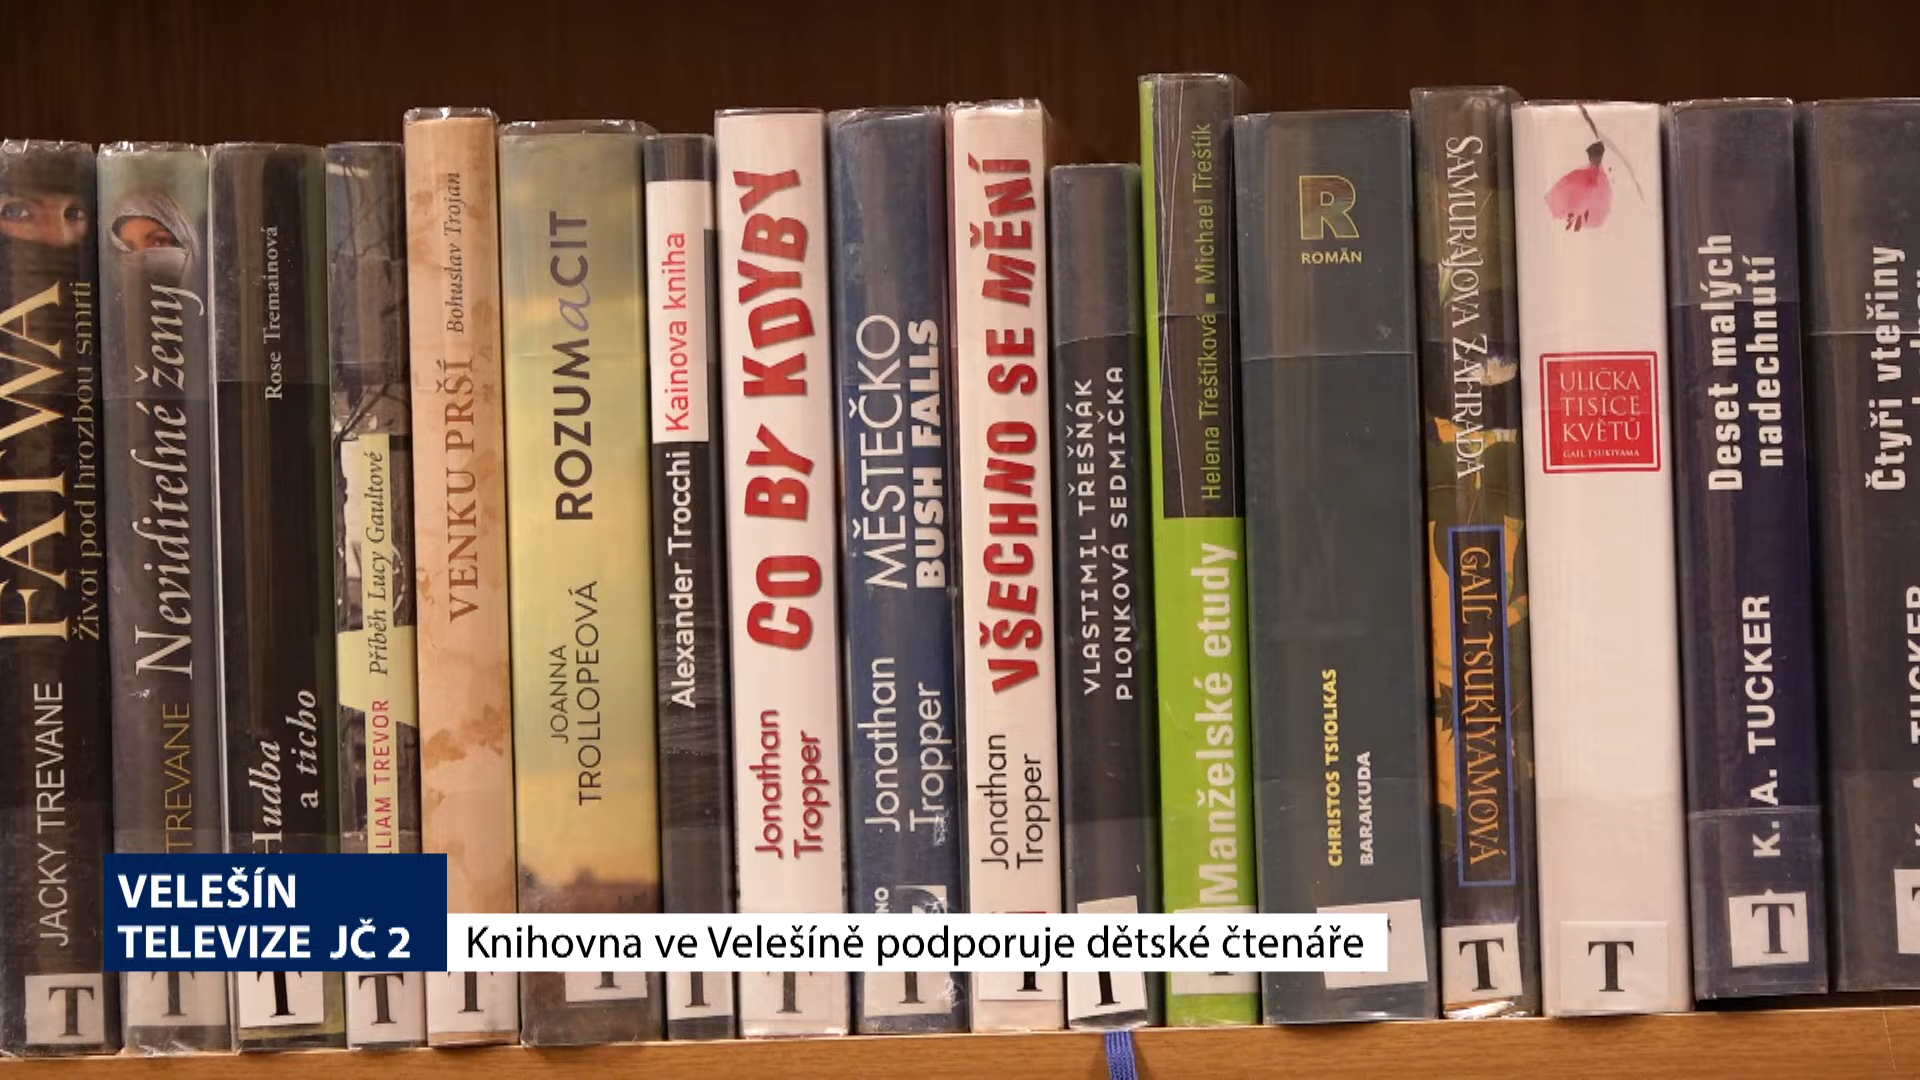 FATWA
Život pod hrozbou smrti
JACKY TREVANE
T
Neviditelné ženy
TREVANE
T
Rose Tremainová
Hudba
a ticho
T
Příběh Lucy Gaultové
LLIAM TREVOR
T
Bohuslav Trojan
VENKU PRŠÍ
T
ROZUM a CIT
JOANNA
TROLLOPEOVÁ
T
Kainova kniha
Alexander Trocchi
T
CO BY KDYBY
Jonathan
Tropper
T
MĚSTEČKO
BUSH FALLS
Jonathan
Tropper
NO
T
VŠECHNO SE MĚNÍ
Jonathan
Tropper
T
VLASTIMIL TŘEŠŇÁK
PLONKOVÁ SEDMIČKA
T
Helena Třeštíková ▪ Michael Třeštík
Manželské etudy
T
R
ROMÁN
CHRISTOS TSIOLKAS
BARAKUDA
SAMURAJOVA ZAHRADA
GAIL TSUKIYAMOVÁ
T
ULIČKA
TISÍCE
KVĚTŮ
GAIL TSUKIYAMA
T
Deset malých
nadechnutí
K. A. TUCKER
T
Čtyři vteřiny
K. A. TUCKER
VELEŠÍN
TELEVIZE JČ 2
Knihovna ve Velešíně podporuje dětské čtenáře